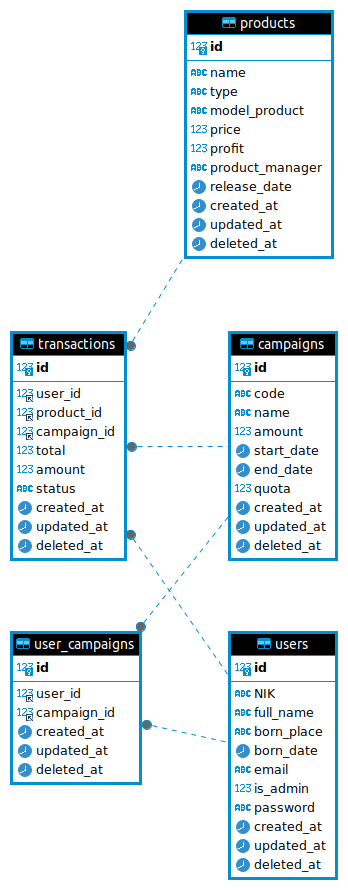 products
123 id
ABC name
ABC type
ABC model_product
123 price
123 profit
ABC product_manager
release_date
created_at
updated_at
deleted_at
transactions
123 id
123 user_id
123 product_id
123 campaign_id
123 total
123 amount
ABC status
created_at
updated_at
deleted_at
campaigns
123 id
ABC code
ABC name
123 amount
start_date
end_date
123 quota
created_at
updated_at
deleted_at
user_campaigns
123 id
123 user_id
123 campaign_id
created_at
updated_at
deleted_at
users
123 id
ABC NIK
ABC full_name
ABC born_place
born_date
ABC email
123 is_admin
ABC password
created_at
updated_at
deleted_at